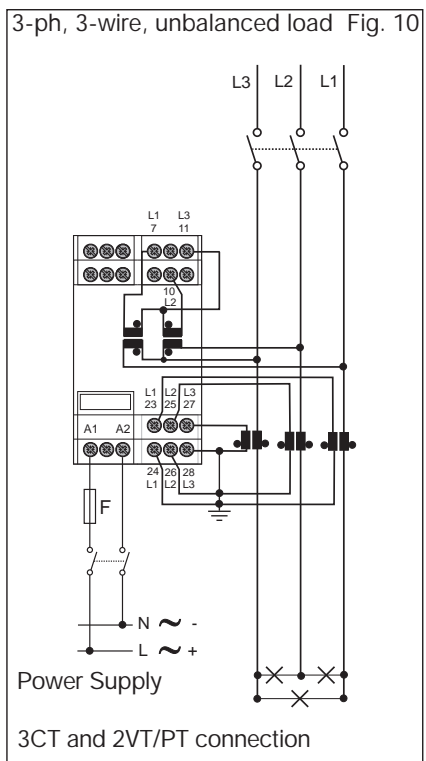 3-ph, 3-wire, unbalanced load Fig. 10
L3 L2 L1
L1 L3
7 11
10
L2
L1 L2 L3
23 25 27
A1 A2
24 26 28
L1 L2 L3
F
N ~ -
L ~ +
Power Supply
3CT and 2VT/PT connection